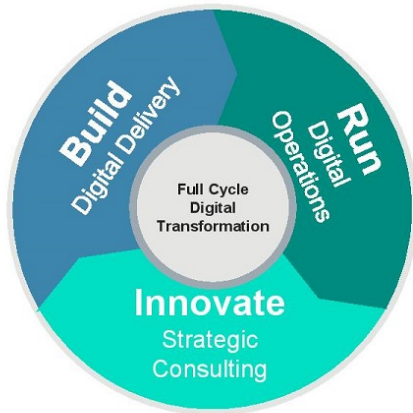 Build
Digital Delivery
Run
Digital
Operations
Full Cycle
Digital
Transformation
Innovate
Strategic
Consulting